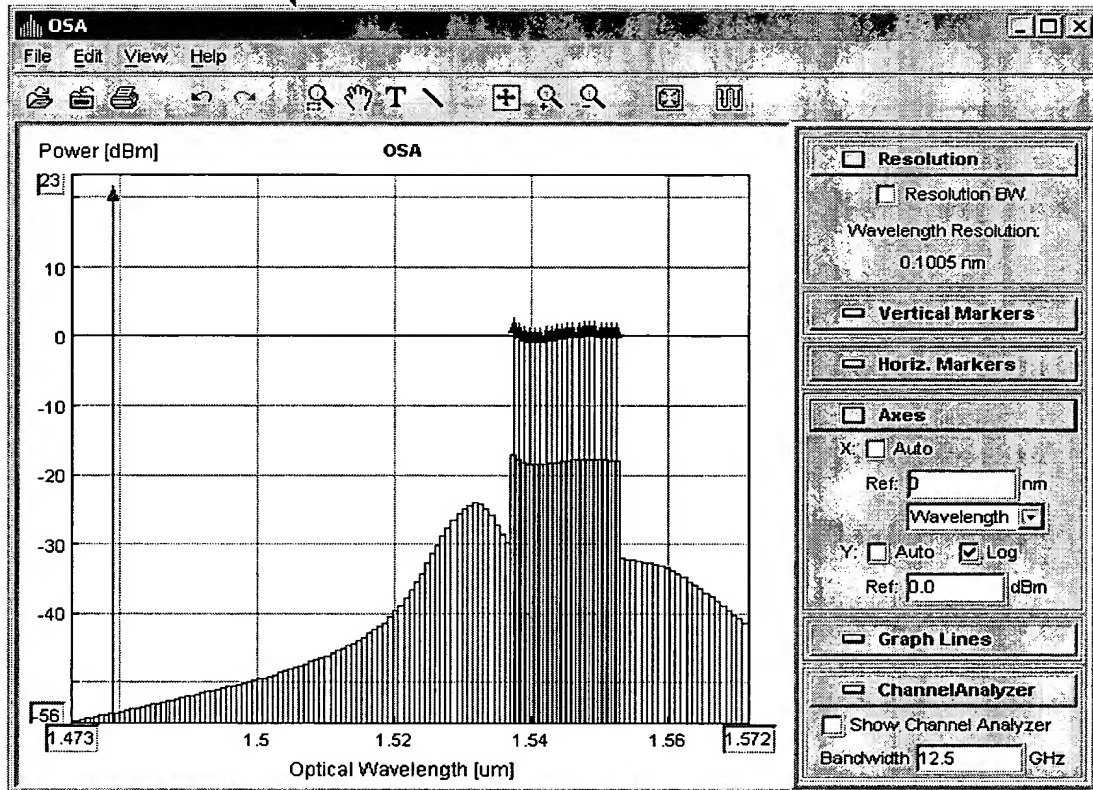 OSA
File Edit View Help
T
Power [dBm]
OSA
23
10
0
-10
-20
-30
-40
-56
1.473
1.5
1.52
1.54
1.56
1.572
Optical Wavelength [um]
Resolution
Resolution BW
Wavelength Resolution:
0.1005 nm
Vertical Markers
Horiz. Markers
Axes
X: Auto
Ref: 0 nm
Wavelength
Y: Auto Log
Ref: 0.0 dBm
Graph Lines
ChannelAnalyzer
Show Channel Analyzer
Bandwidth 12.5 GHz